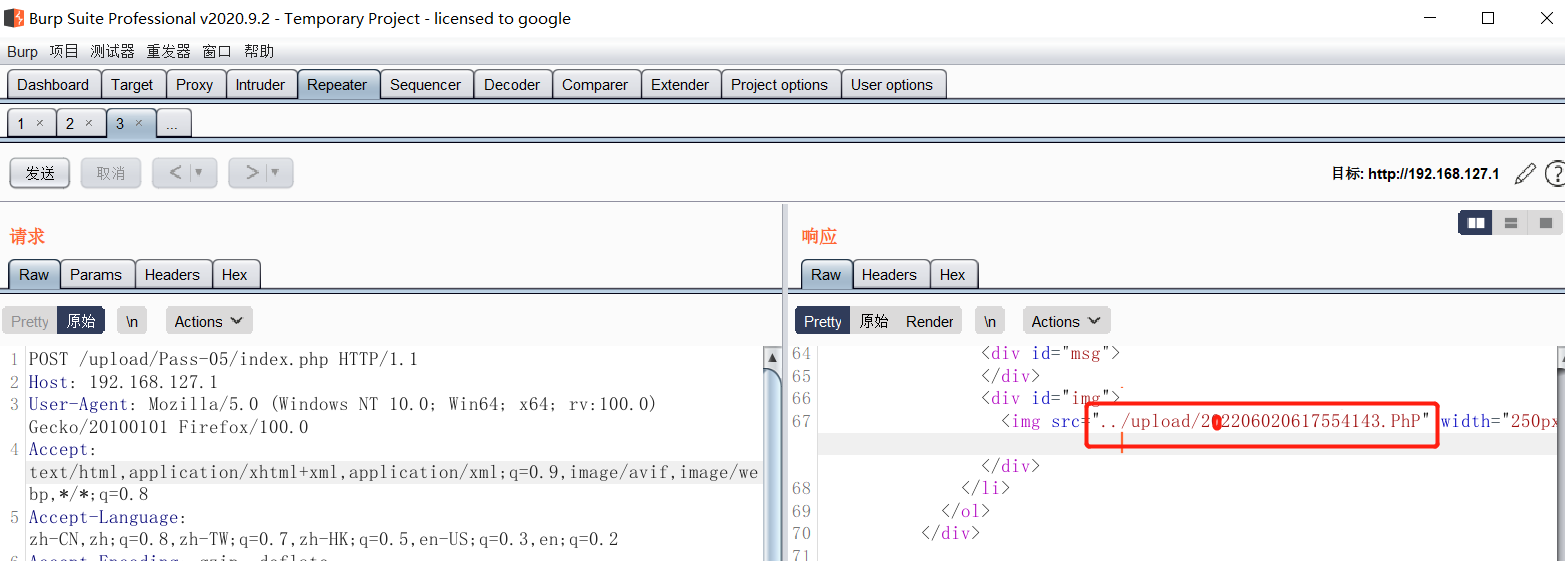 Burp Suite Professional v2020.9.2 - Temporary Project - licensed to google
Burp 项目 测试器 重发器 窗口 帮助
Dashboard Target Proxy Intruder Repeater Sequencer Decoder Comparer Extender Project options User options
1 × 2 × 3 × ...
发送 取消 < > 目标: http://192.168.127.1 ?
请求
Raw Params Headers Hex
Pretty 原始 \n Actions
1 POST /upload/Pass-05/index.php HTTP/1.1
2 Host: 192.168.127.1
3 User-Agent: Mozilla/5.0 (Windows NT 10.0; Win64; x64; rv:100.0)
Gecko/20100101 Firefox/100.0
4 Accept:
text/html,application/xhtml+xml,application/xml;q=0.9,image/avif,image/we
bp,*/*;q=0.8
5 Accept-Language:
zh-CN,zh;q=0.8,zh-TW;q=0.7,zh-HK;q=0.5,en-US;q=0.3,en;q=0.2
6 Accept-Encoding: gzip, deflate
响应
Raw Headers Hex
Pretty 原始 Render \n Actions
64 <div id="msg">
65 </div>
66 <div id="img">
67 <img src="../upload/202206020617554143.PhP" width="250px
</div>
68 </li>
69 </ol>
70 </div>
71